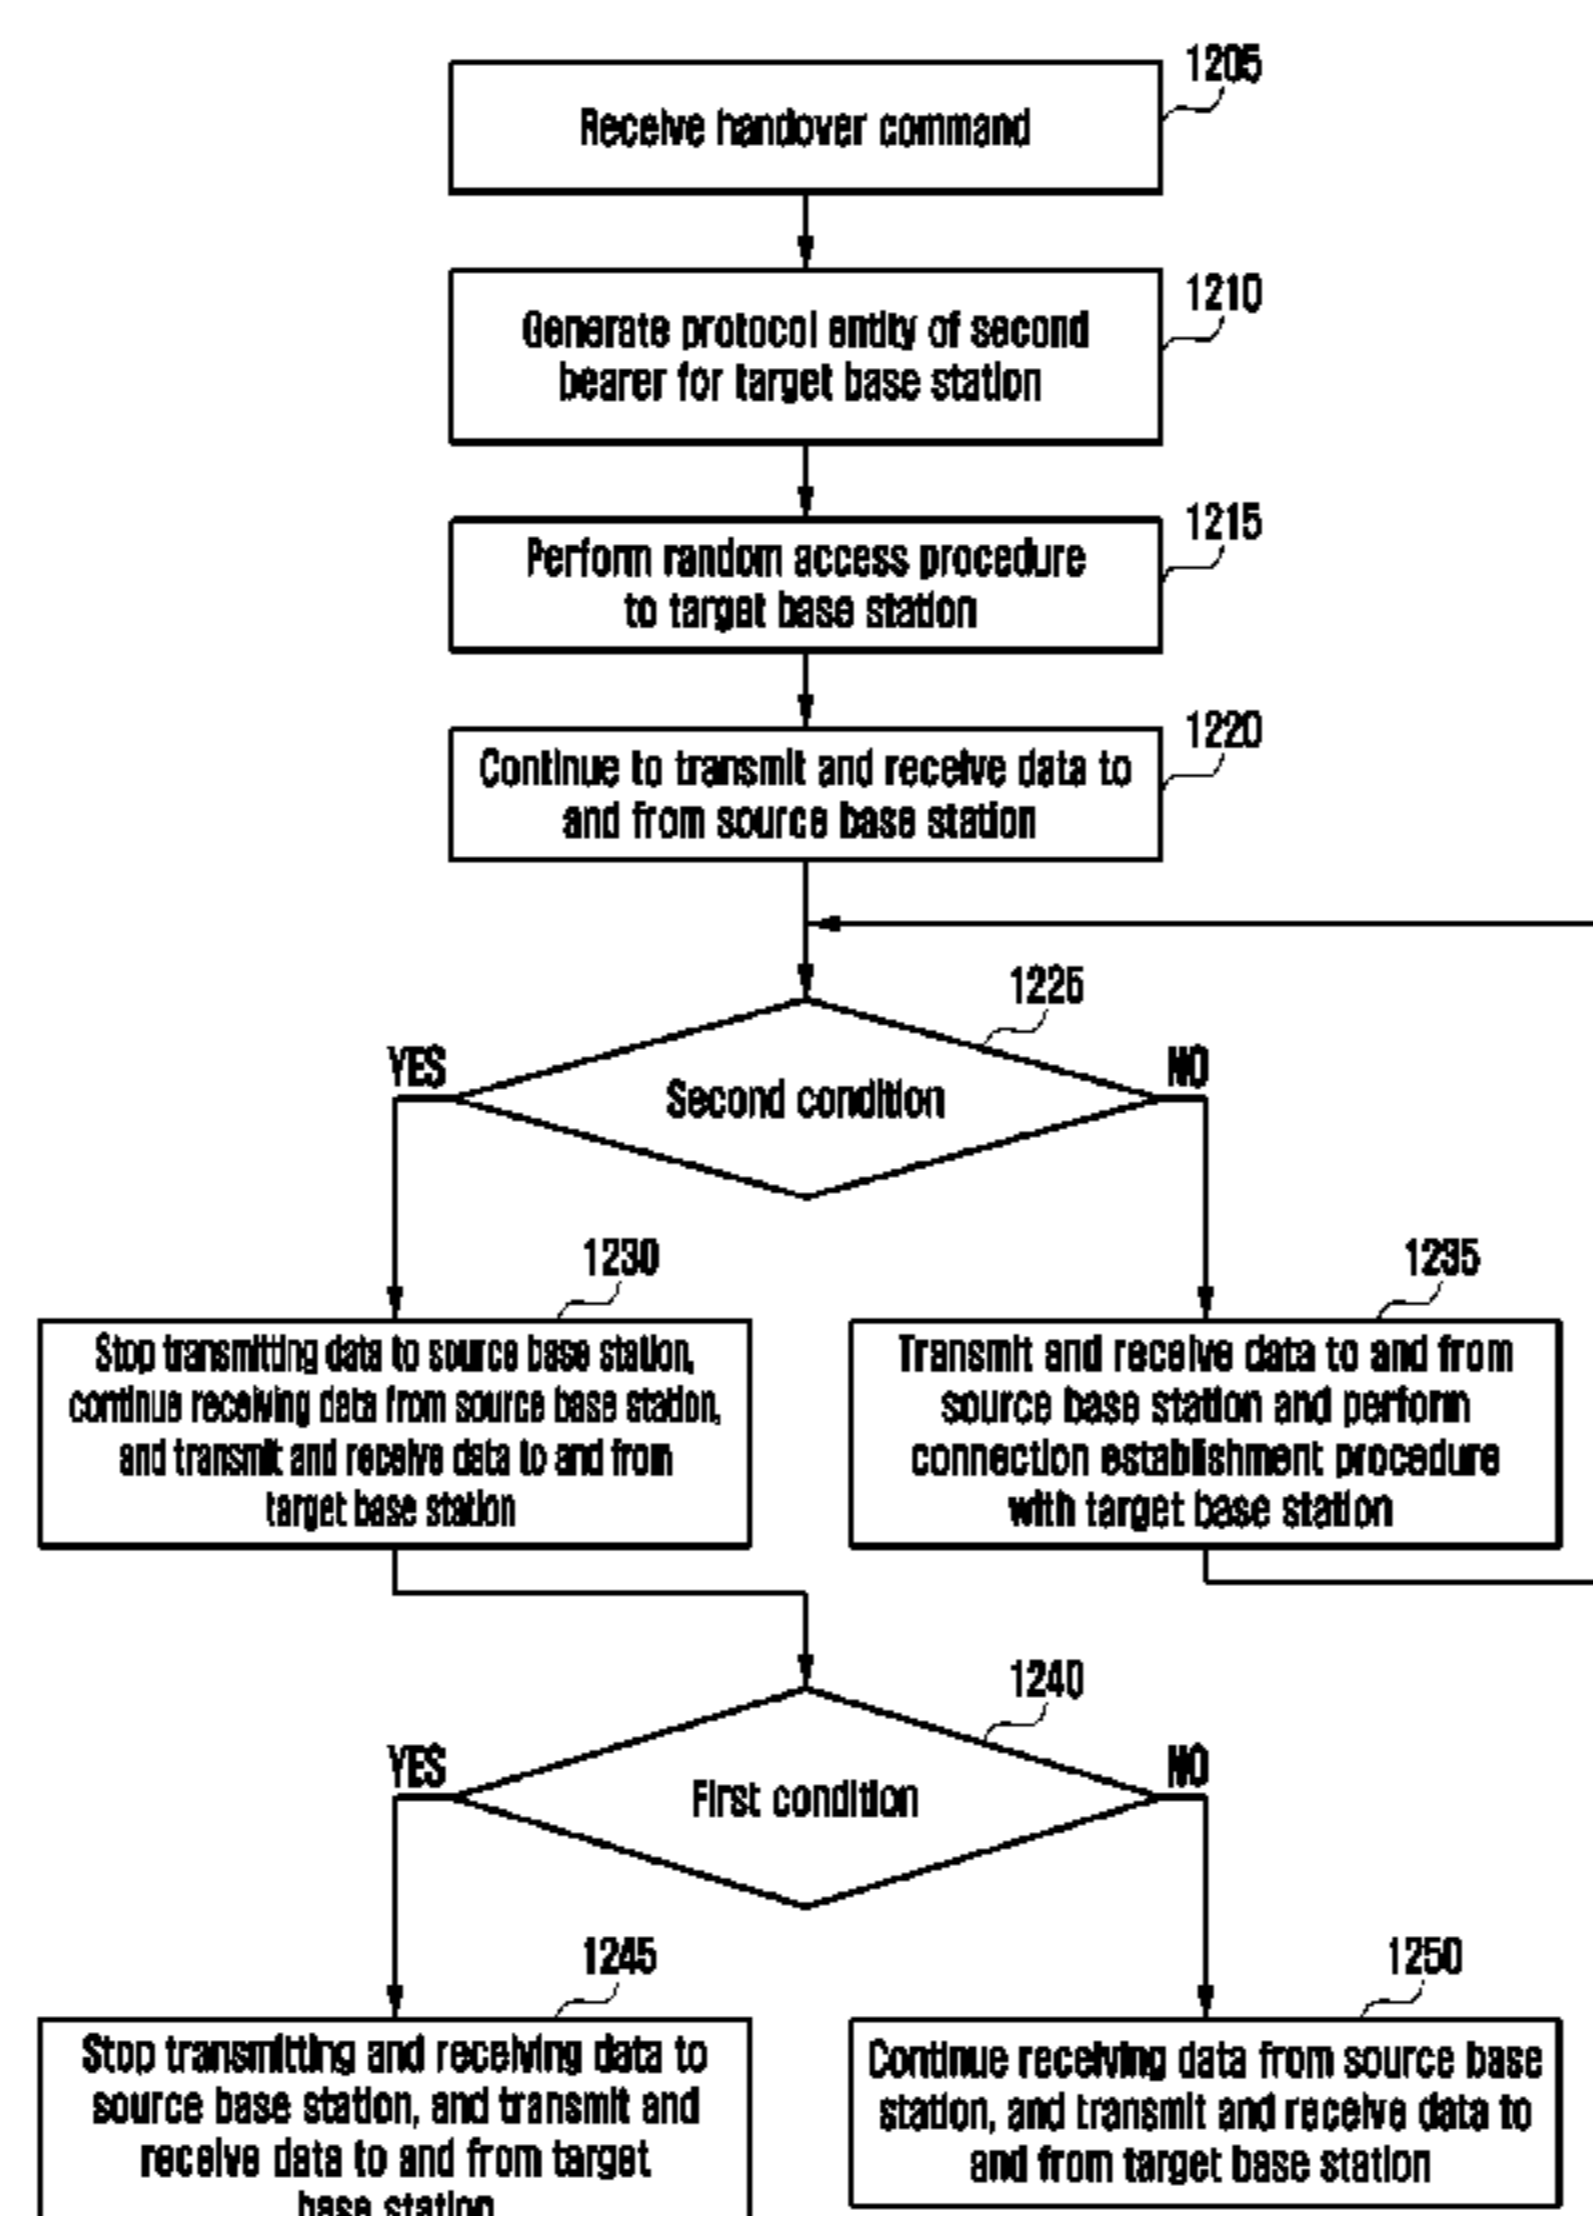 1205
Receive handover command
1210
Generate protocol entity of second
bearer for target base station
1215
Perform random access procedure
to target base station
1220
Continue to transmit and receive data to
and from source base station
1225
YES
NO
Second condition
1230
1235
Stop transmitting data to source base station,
continue receiving data from source base station,
and transmit and receive data to and from
target base station
Transmit and receive data to and from
source base station and perform
connection establishment procedure
with target base station
1240
YES
NO
First condition
1245
1250
Stop transmitting and receiving data to
source base station, and transmit and
receive data to and from target
base station
Continue receiving data from source base
station, and transmit and receive data to
and from target base station